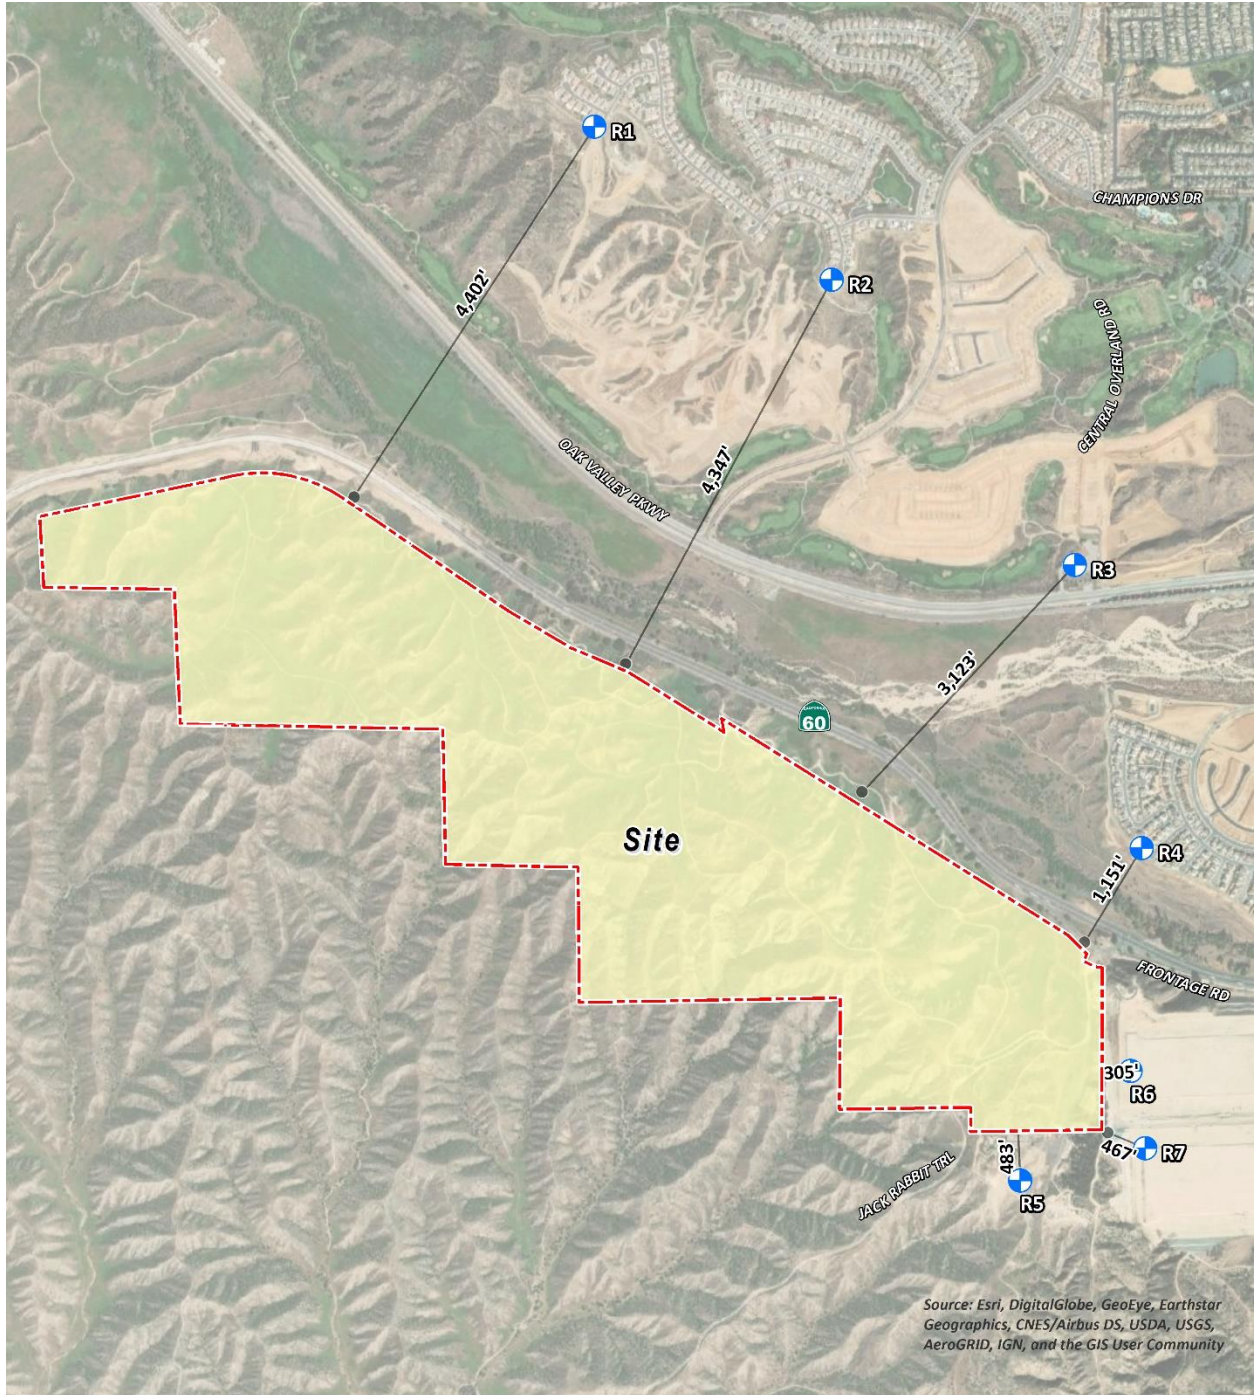 R1
CHAMPIONS DR
4,402'
R2
CENTRAL OVERLAND RD
4,347'
OAK VALLEY PKWY
R3
3,123'
60
Site
R4
1,151'
FRONTAGE RD
305'
R6
467'
R7
483'
JACK RABBIT TRL
R5
Source: Esri, DigitalGlobe, GeoEye, Earthstar
Geographics, CNES/Airbus DS, USDA, USGS,
AeroGRID, IGN, and the GIS User Community